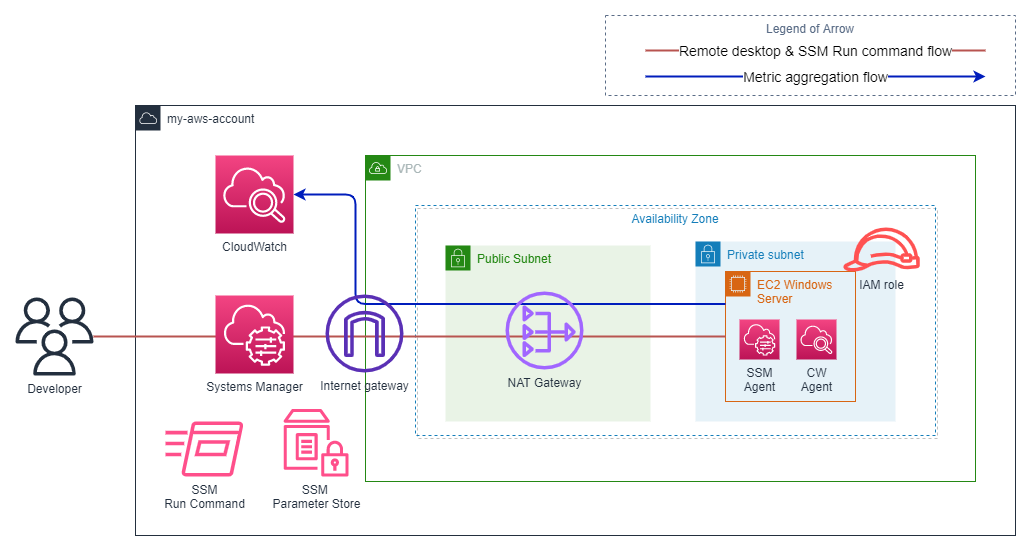 Legend of Arrow
Remote desktop & SSM Run command flow
Metric aggregation flow
my-aws-account
VPC
Availability Zone
CloudWatch
Public Subnet
Private subnet
EC2 Windows
Server
IAM role
Developer
Systems Manager
Internet gateway
NAT Gateway
SSM
Agent
CW
Agent
SSM
Run Command
SSM
Parameter Store